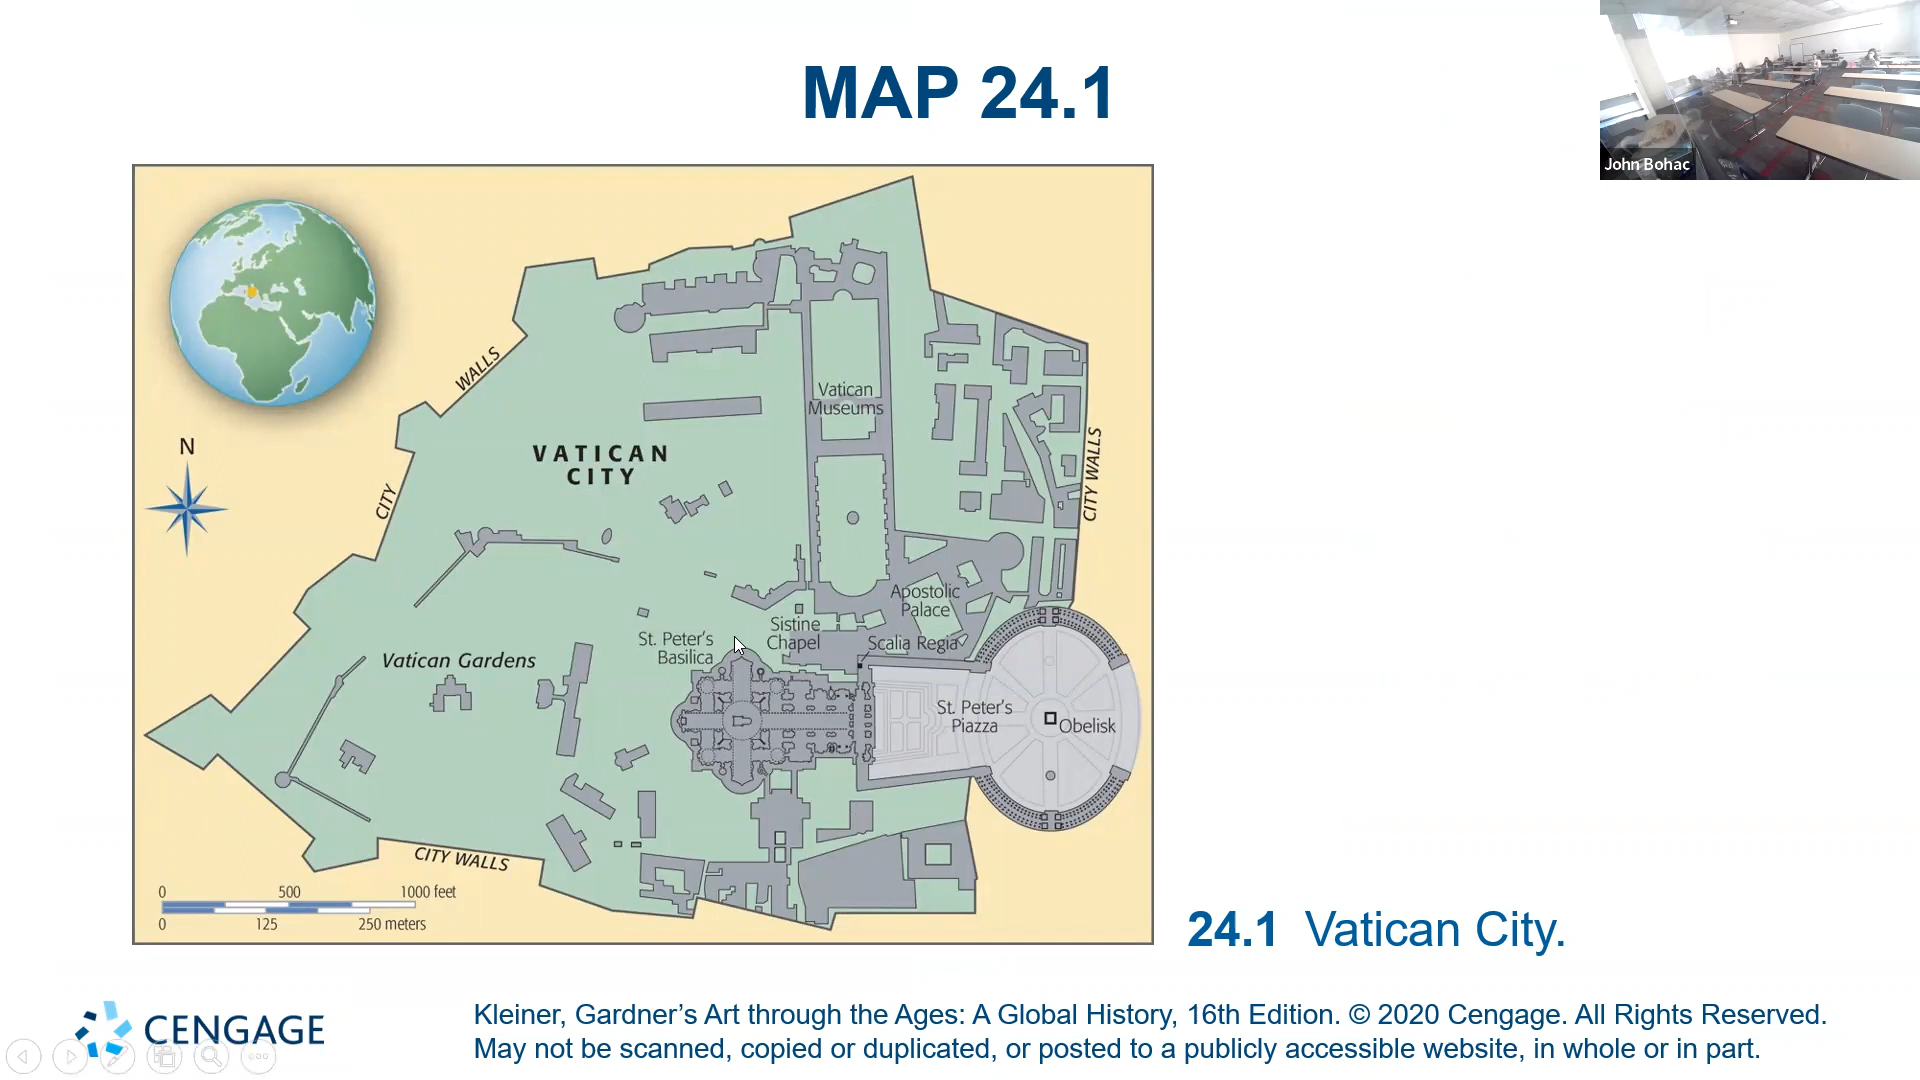 MAP 24.1
John Bohac
N
WALLS
CITY
VATICAN
CITY
Vatican
Museums
CITY WALLS
Apostolic
Palace
Sistine
Chapel
Scalia Regia
St. Peter's
Basilica
Vatican Gardens
St. Peter's
Piazza
Obelisk
CITY WALLS
0 500 1000 feet
0 125 250 meters
24.1 Vatican City.
CENGAGE
Kleiner, Gardner’s Art through the Ages: A Global History, 16th Edition. © 2020 Cengage. All Rights Reserved.
May not be scanned, copied or duplicated, or posted to a publicly accessible website, in whole or in part.